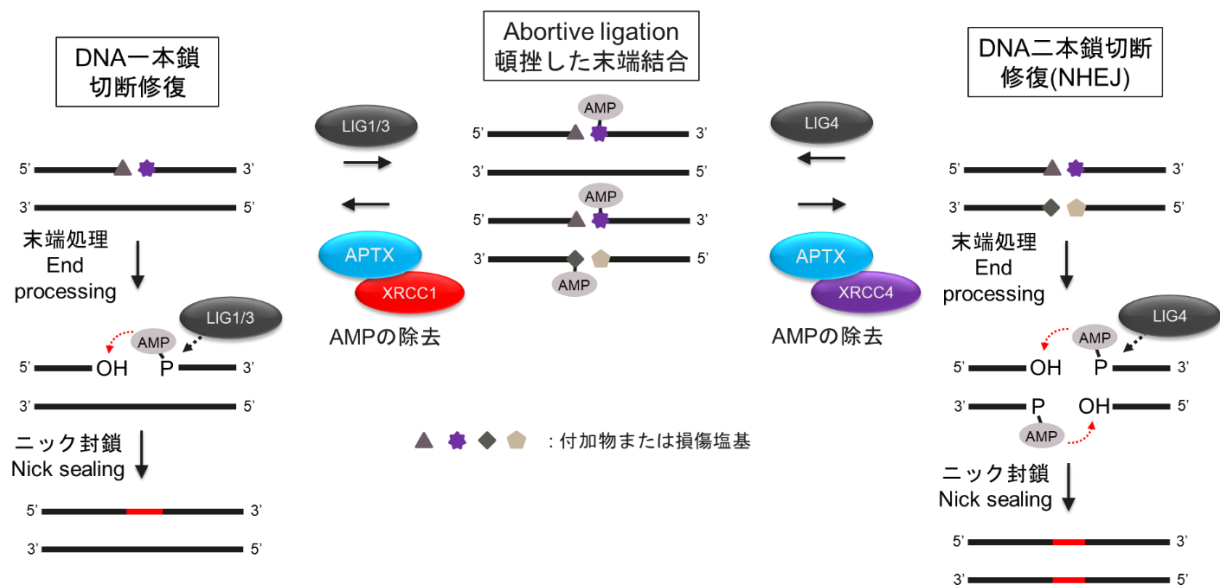 DNA一本鎖
切断修復
5’
3’
3’
5’
末端処理
End
processing
LIG1/3
AMP
OH
P
5’
3’
3’
5’
ニック封鎖
Nick sealing
5’
3’
3’
5’
Abortive ligation
頓挫した末端結合
LIG1/3
APTX
XRCC1
AMPの除去
AMP
5’
3’
3’
5’
AMP
5’
3’
3’
5’
AMP
LIG4
APTX
XRCC4
AMPの除去
: 付加物または損傷塩基
DNA二本鎖切断
修復(NHEJ)
5’
3’
3’
5’
末端処理
End
processing
LIG4
AMP
5’
OH
P
3’
3’
P
OH
5’
AMP
ニック封鎖
Nick sealing
5’
3’
3’
5’